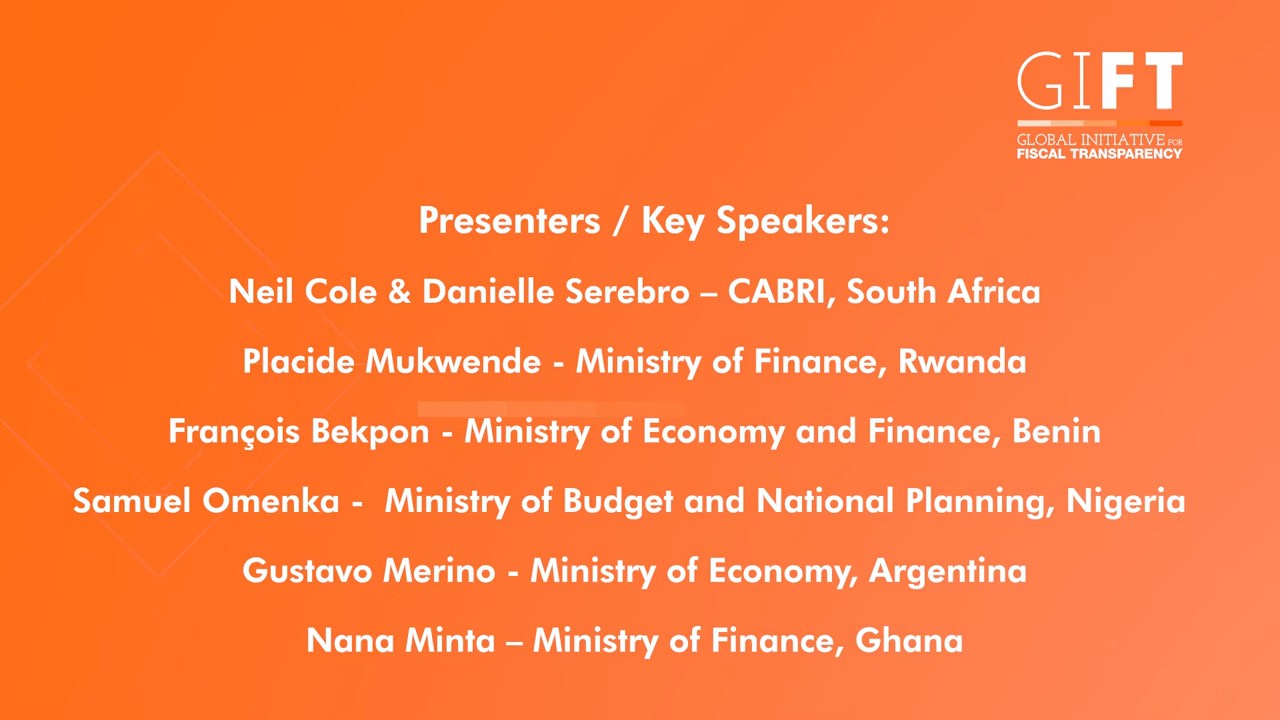 GIFT
GLOBAL INITIATIVE FOR
FISCAL TRANSPARENCY
Presenters / Key Speakers:
Neil Cole & Danielle Serebro – CABRI, South Africa
Placide Mukwende - Ministry of Finance, Rwanda
François Bekpon - Ministry of Economy and Finance, Benin
Samuel Omenka -  Ministry of Budget and National Planning, Nigeria
Gustavo Merino - Ministry of Economy, Argentina
Nana Minta – Ministry of Finance, Ghana